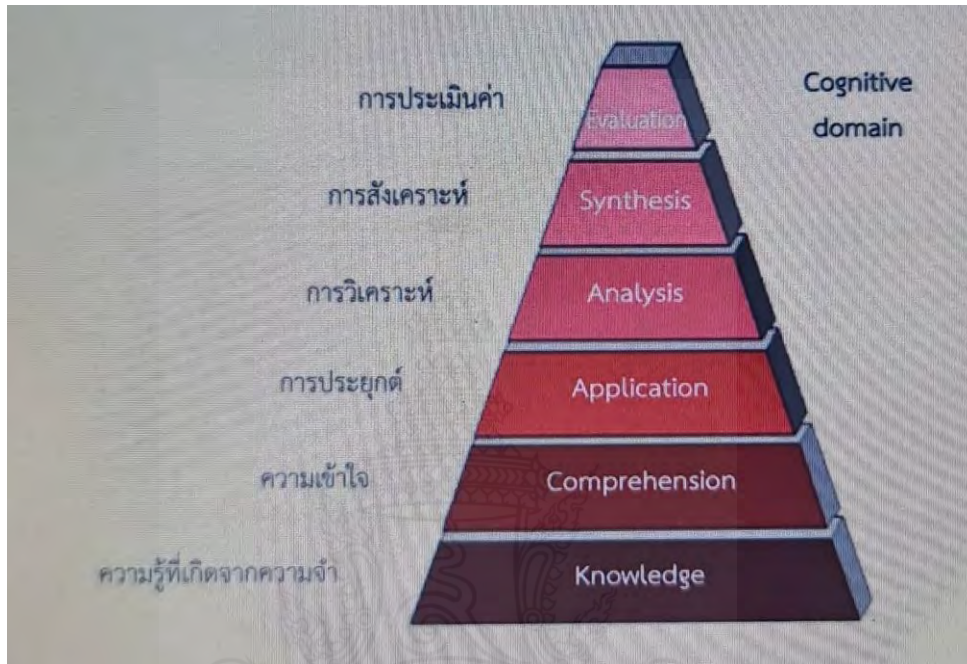 การประเมินค่า
Evaluation
Cognitive
domain
การสังเคราะห์
Synthesis
การวิเคราะห์
Analysis
การประยุกต์
Application
ความเข้าใจ
Comprehension
ความรู้ที่เกิดจากความจำ
Knowledge